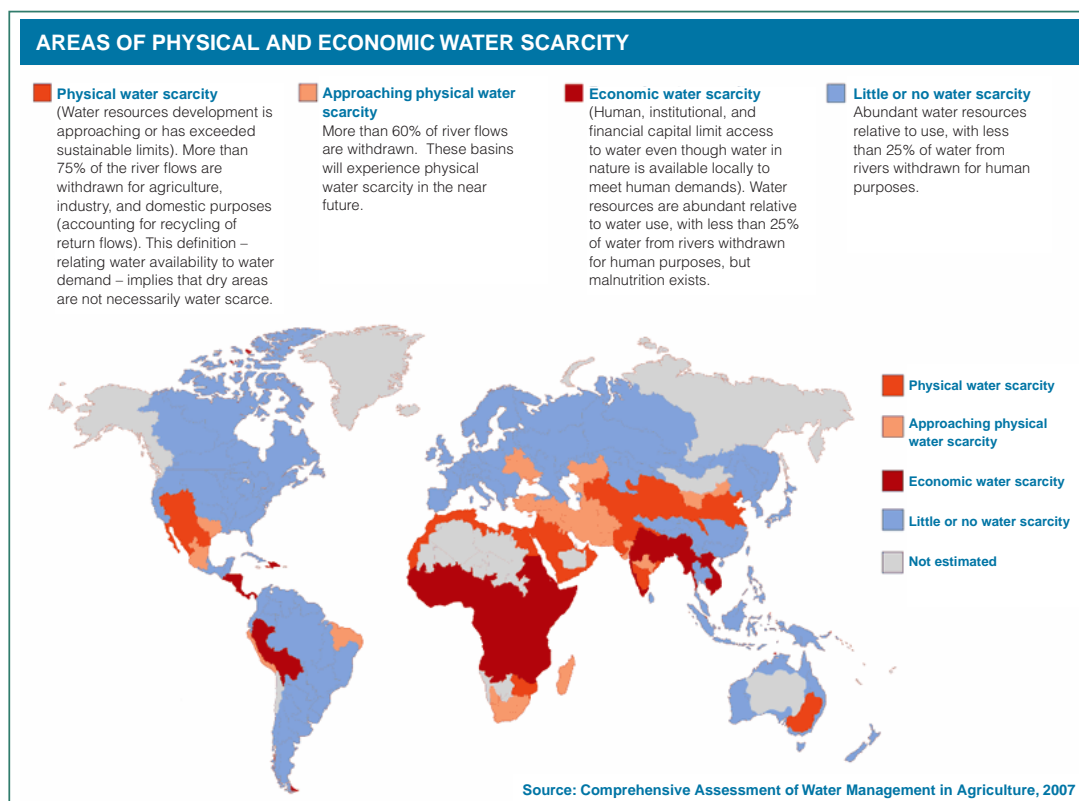 AREAS OF PHYSICAL AND ECONOMIC WATER SCARCITY
Physical water scarcity
(Water resources development is
approaching or has exceeded
sustainable limits). More than
75% of the river flows are
withdrawn for agriculture,
industry, and domestic purposes
(accounting for recycling of
return flows). This definition –
relating water availability to water
demand – implies that dry areas
are not necessarily water scarce.
Approaching physical water
scarcity
More than 60% of river flows
are withdrawn. These basins
will experience physical
water scarcity in the near
future.
Economic water scarcity
(Human, institutional, and
financial capital limit access
to water even though water in
nature is available locally to
meet human demands). Water
resources are abundant relative
to water use, with less than 25%
of water from rivers withdrawn
for human purposes, but
malnutrition exists.
Little or no water scarcity
Abundant water resources
relative to use, with less
than 25% of water from
rivers withdrawn for human
purposes.
Physical water scarcity
Approaching physical
water scarcity
Economic water scarcity
Little or no water scarcity
Not estimated
Source: Comprehensive Assessment of Water Management in Agriculture, 2007